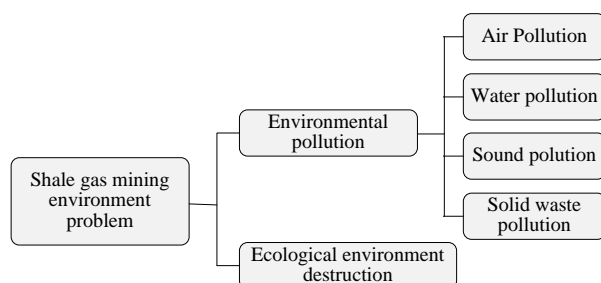 Air Pollution
Water pollution
Environmental
pollution
Sound polution
Shale gas mining
environment
problem
Solid waste
pollution
Ecological environment
destruction